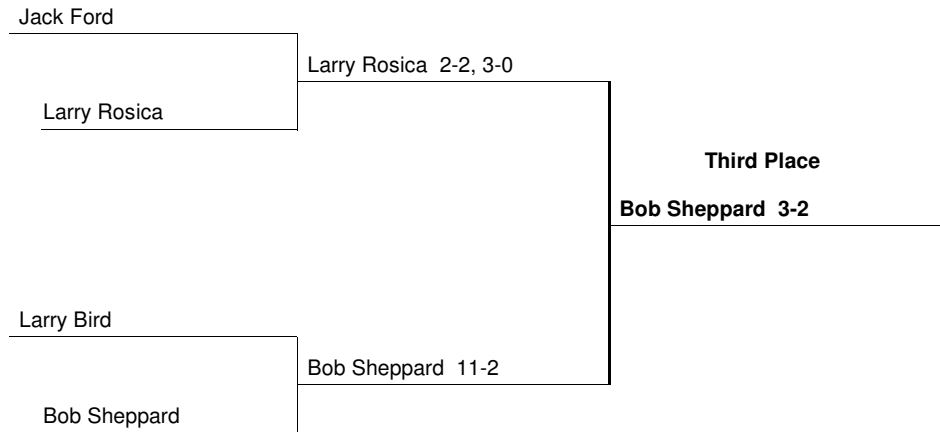 Jack Ford
Larry Rosica 2-2, 3-0
Larry Rosica
Third Place
Bob Sheppard 3-2
Larry Bird
Bob Sheppard 11-2
Bob Sheppard